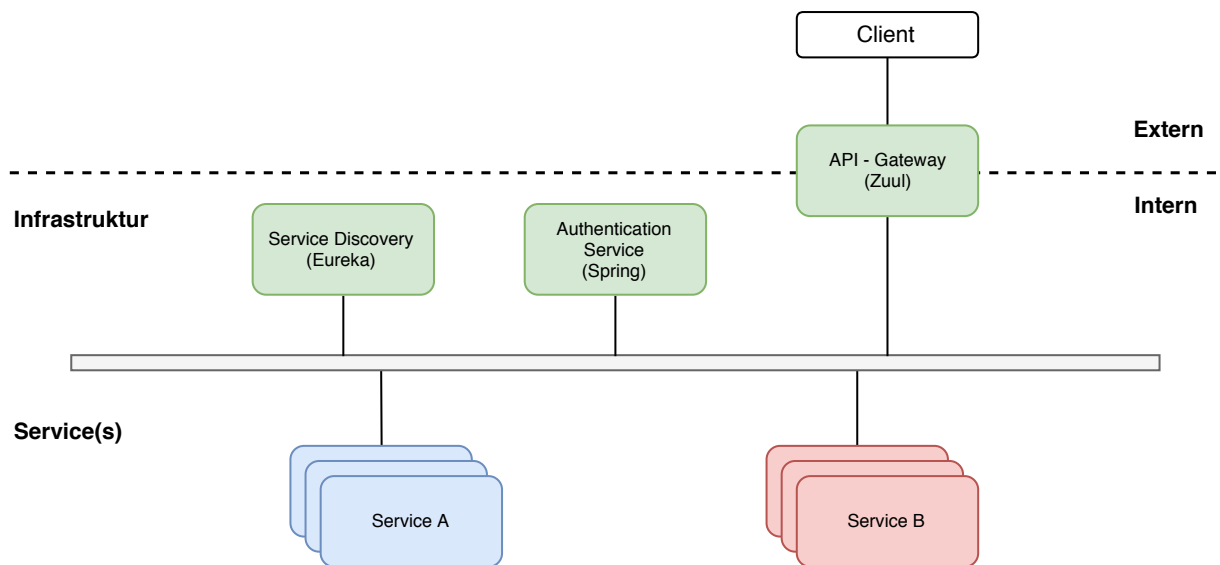 Client
Extern
API - Gateway
(Zuul)
Infrastruktur
Intern
Service Discovery
(Eureka)
Authentication
Service
(Spring)
Service(s)
Service A
Service B